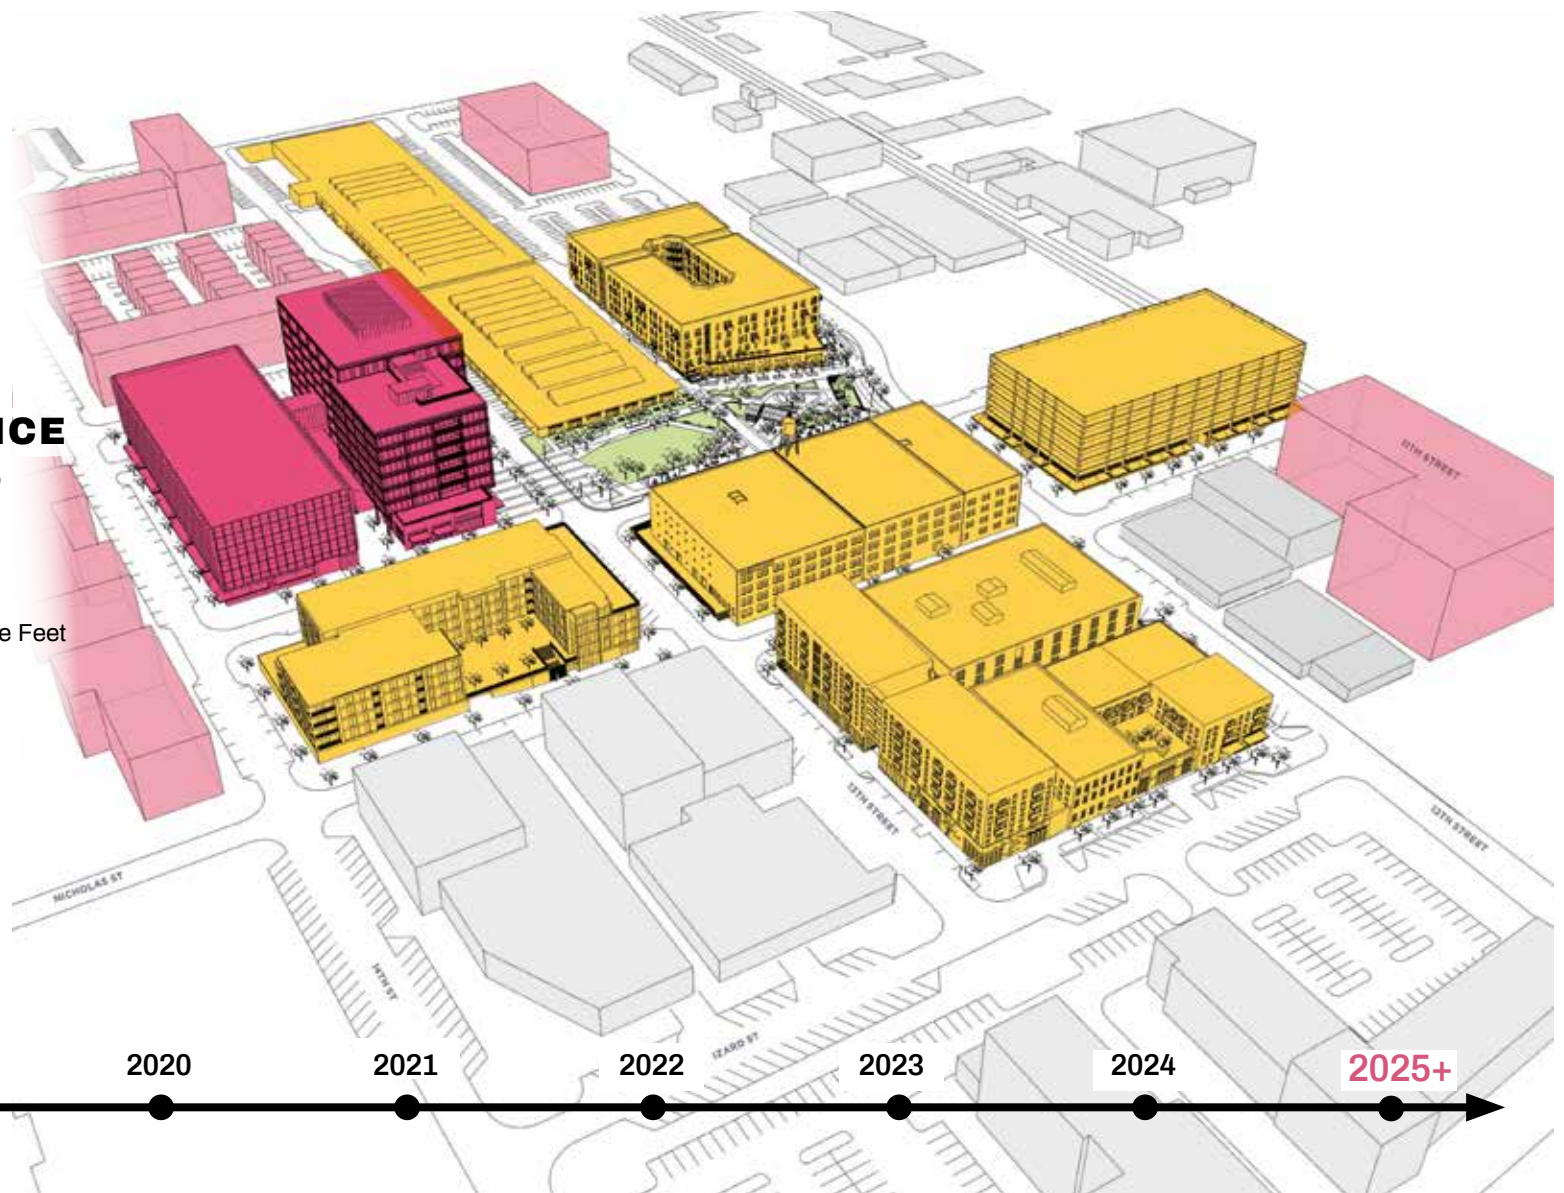 11TH STREET
ICE
e Feet
13TH STREET
12TH STREET
NICHOLAS ST
14TH ST
IZARD ST
2020
2021
2022
2023
2024
2025+